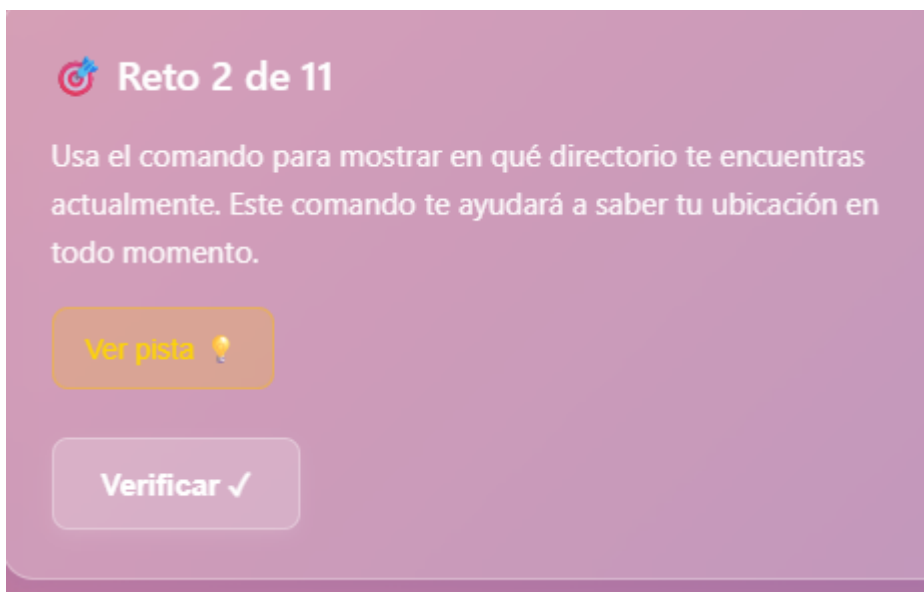 🎯 Reto 2 de 11
Usa el comando para mostrar en qué directorio te encuentras
actualmente. Este comando te ayudará a saber tu ubicación en
todo momento.
Ver pista 💡
Verificar ✓